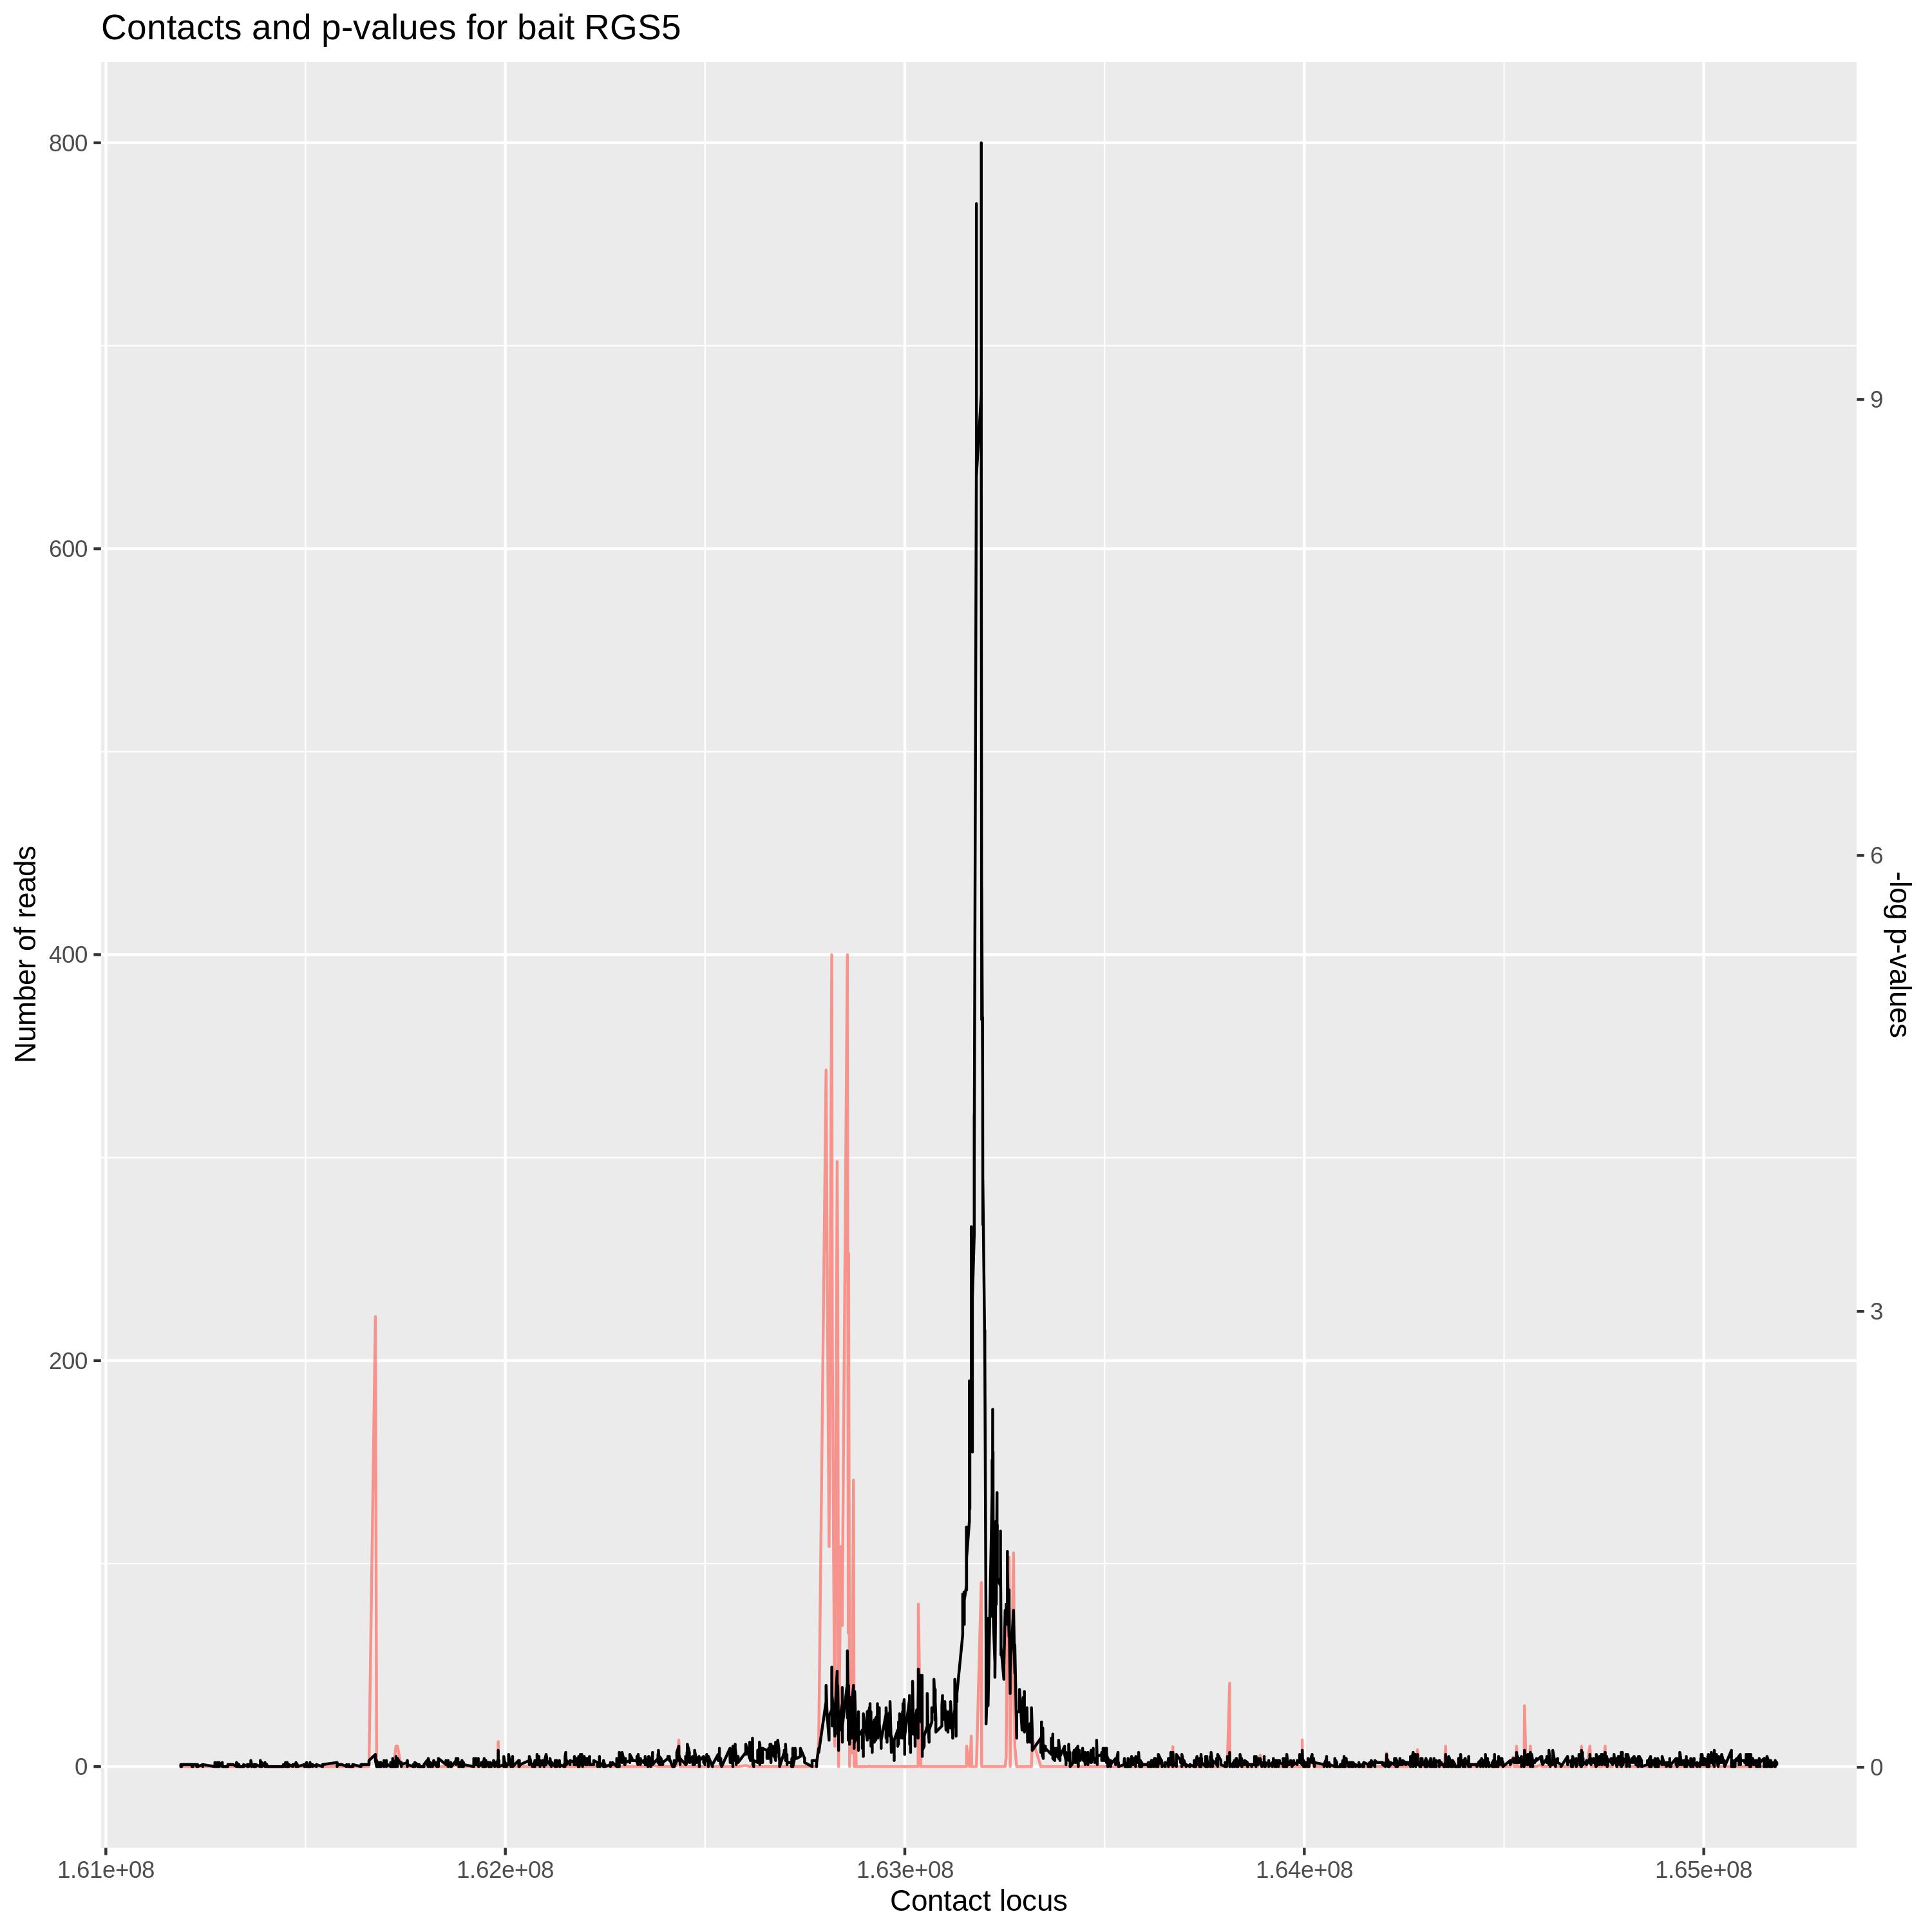 Contacts and p-values for bait RGS5
800
600
400
200
0
Number of reads
9
6
3
0
-log p-values
1.61e+08
1.62e+08
1.63e+08
1.64e+08
1.65e+08
Contact locus